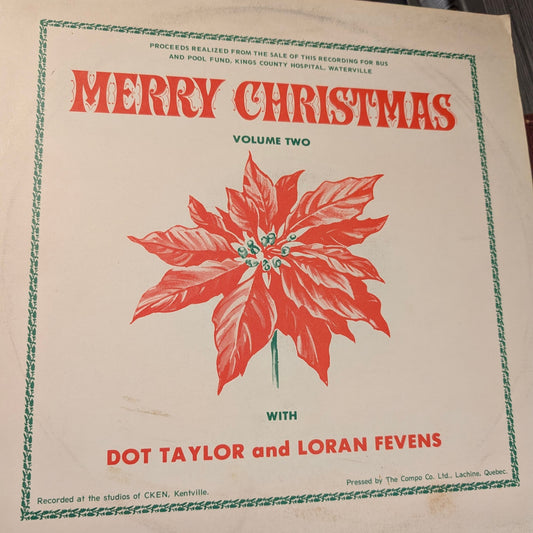 PROCEEDS REALIZED FROM THE SALE OF THIS RECORDING FOR BUS
AND POOL FUND, KINGS COUNTY HOSPITAL, WATERVILLE
MERRY CHRISTMAS
VOLUME TWO
WITH
DOT TAYLOR and LORAN FEVENS
Recorded at the studios of CKEN, Kentville.
Pressed by The Compo Co. Ltd., Lachine, Quebec.